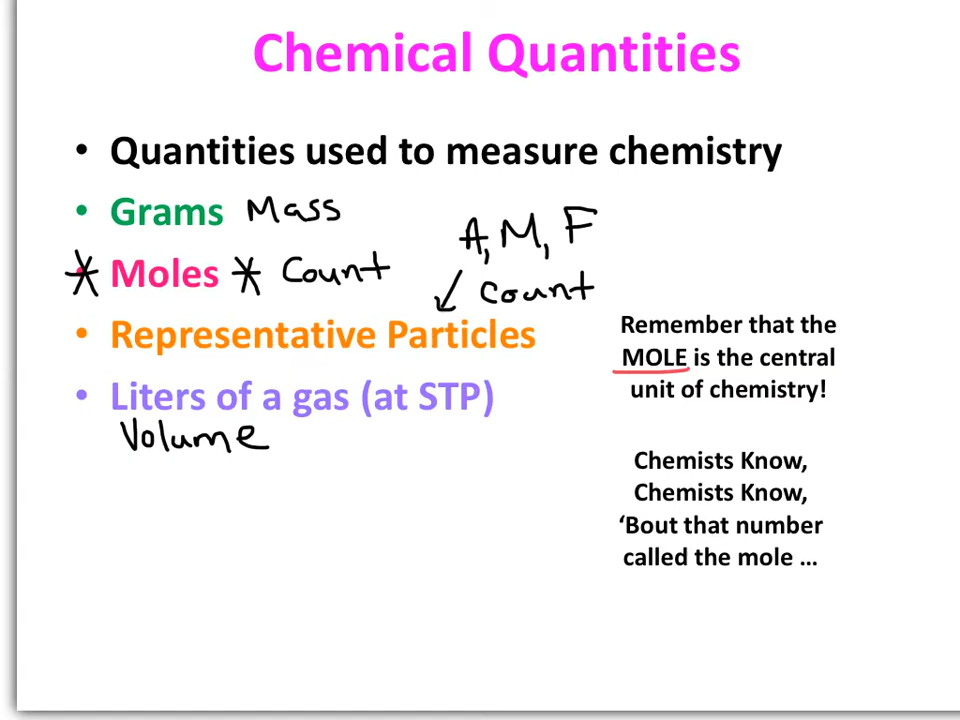 Chemical Quantities
• Quantities used to measure chemistry
• Grams Mass
A, M, F
* Moles * Count
↙ count
• Representative Particles
• Liters of a gas (at STP)
Volume
Remember that the
MOLE is the central
unit of chemistry!
Chemists Know,
Chemists Know,
‘Bout that number
called the mole ...